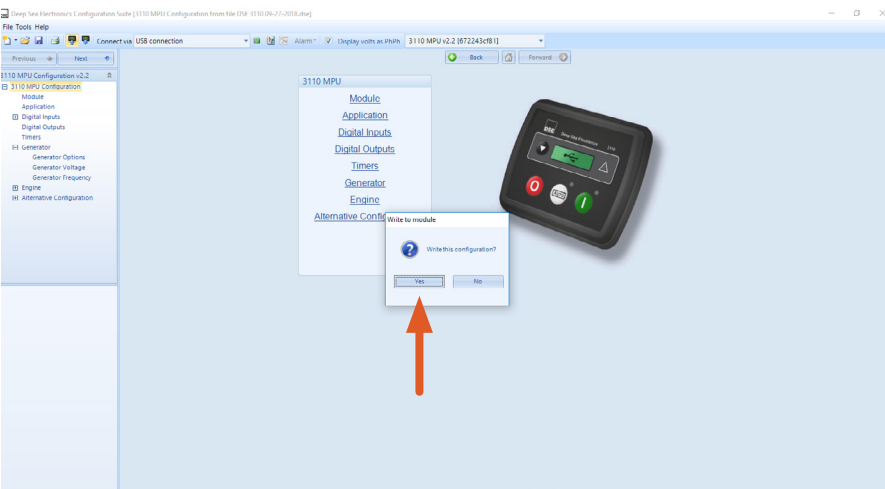 Deep Sea Electronics Configuration Suite [3110 MPU Configuration from file DSE 3110 09-27-2018.dse]
File Tools Help
Connect via USB connection Alarm Display volts as PhPh 3110 MPU v2.2 [672243cf81]
Previous Next
Back Forward
3110 MPU Configuration v2.2
3110 MPU Configuration
Module
Application
Digital Inputs
Digital Outputs
Timers
Generator
Generator Options
Generator Voltage
Generator Frequency
Engine
Alternative Configuration
3110 MPU
Module
Application
Digital Inputs
Digital Outputs
Timers
Generator
Engine
Alternative Config
Write to module
Write this configuration?
Yes
No
DSE Deep Sea Electronics 3110